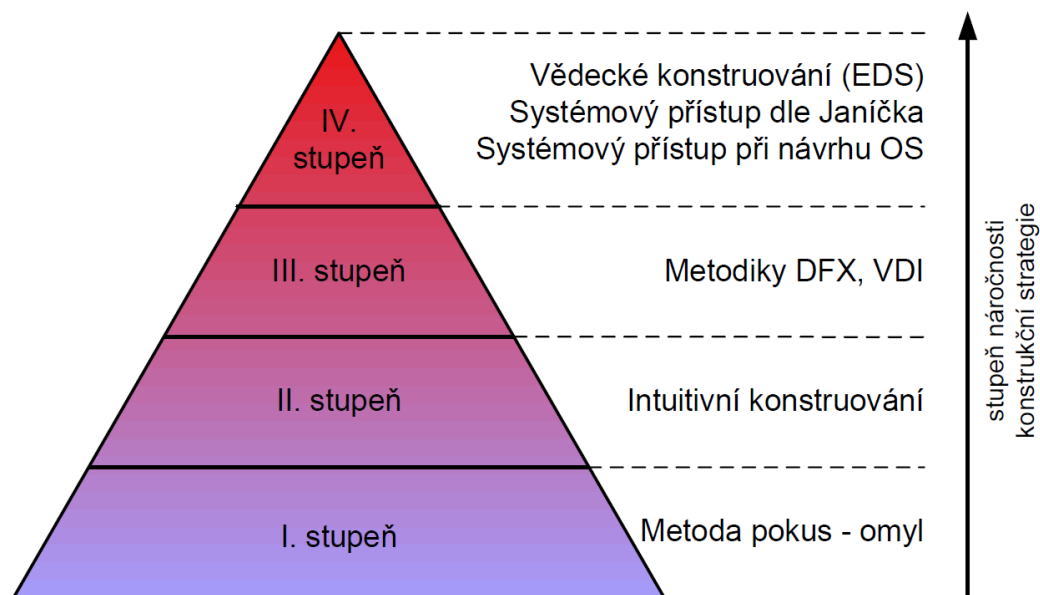 IV.
stupeň
Vědecké konstruování (EDS)
Systémový přístup dle Janíčka
Systémový přístup při návrhu OS
III. stupeň
Metodiky DFX, VDI
II. stupeň
Intuitivní konstruování
I. stupeň
Metoda pokus - omyl
stupeň náročnosti
konstrukční strategie